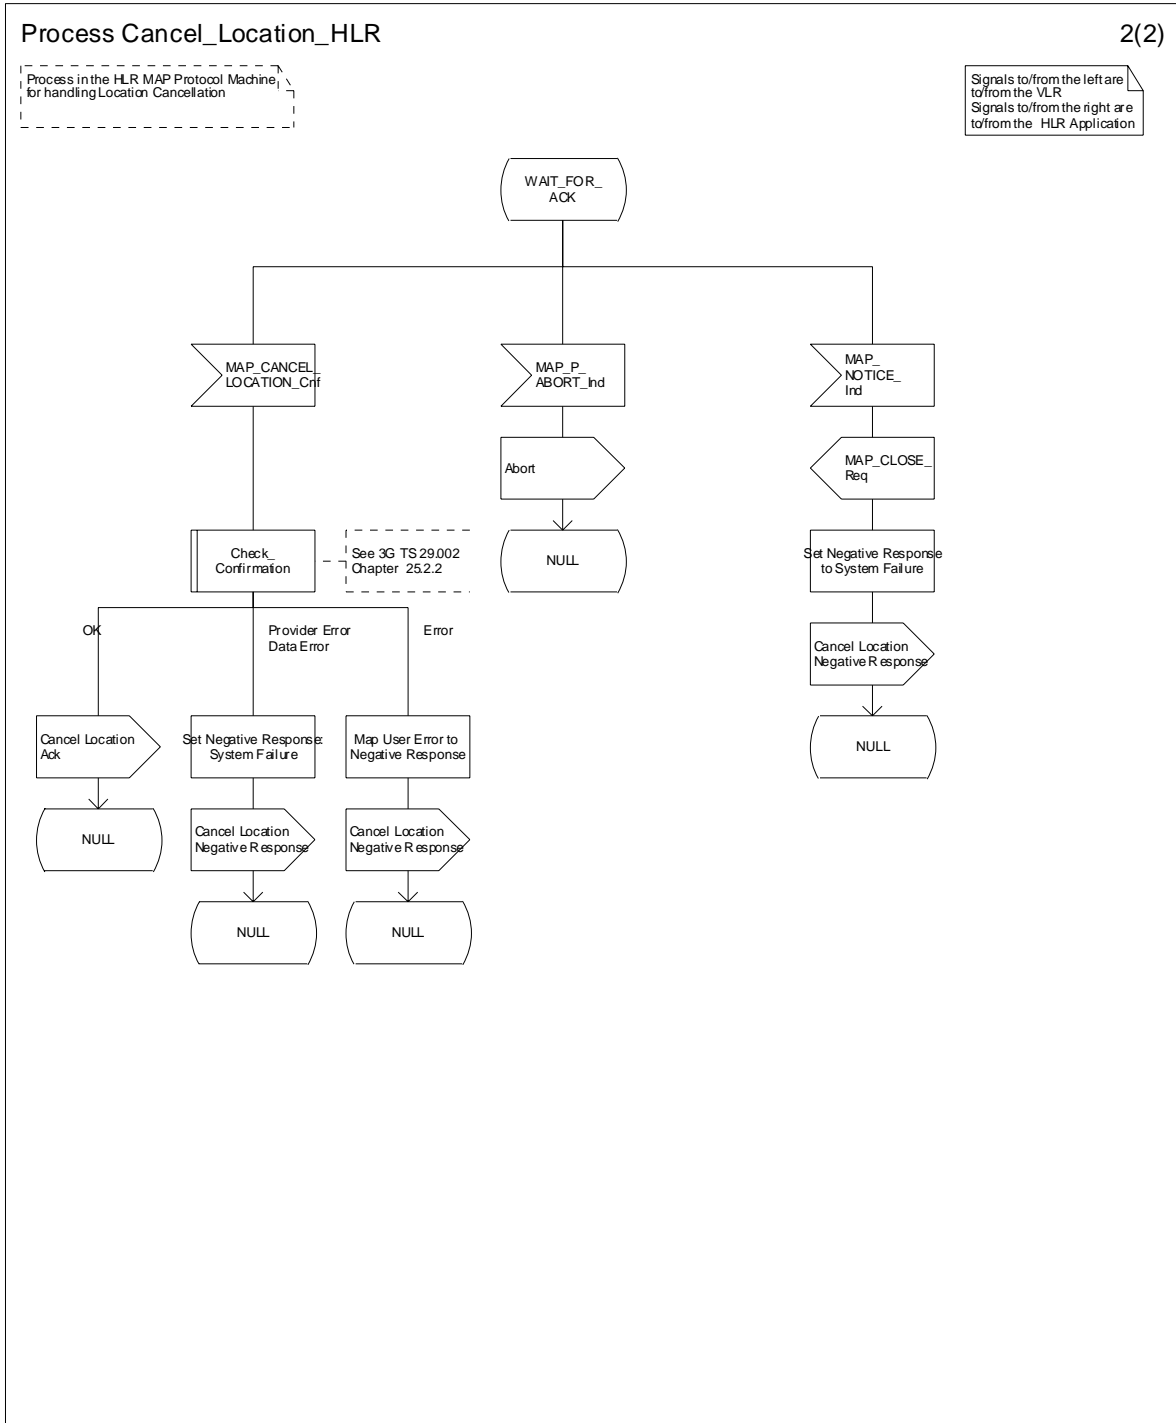 Process Cancel_Location_HLR
2(2)
Process in the HLR MAP Protocol Machine
for handling Location Cancellation
Signals to/from the left are
to/from the VLR
Signals to/from the right are
to/from the HLR Application
WAIT_FOR_
ACK
MAP_CANCEL_
LOCATION_Cnf
MAP_P_
ABORT_Ind
MAP_
NOTICE_
Ind
Abort
MAP_CLOSE_
Req
Check_
Confirmation
See 3G TS 29.002
Chapter 25.2.2
NULL
Set Negative Response
to System Failure
OK
Provider Error
Data Error
Error
Cancel Location
Negative Response
Cancel Location
Ack
Set Negative Response:
System Failure
Map User Error to
Negative Response
NULL
NULL
Cancel Location
Negative Response
Cancel Location
Negative Response
NULL
NULL